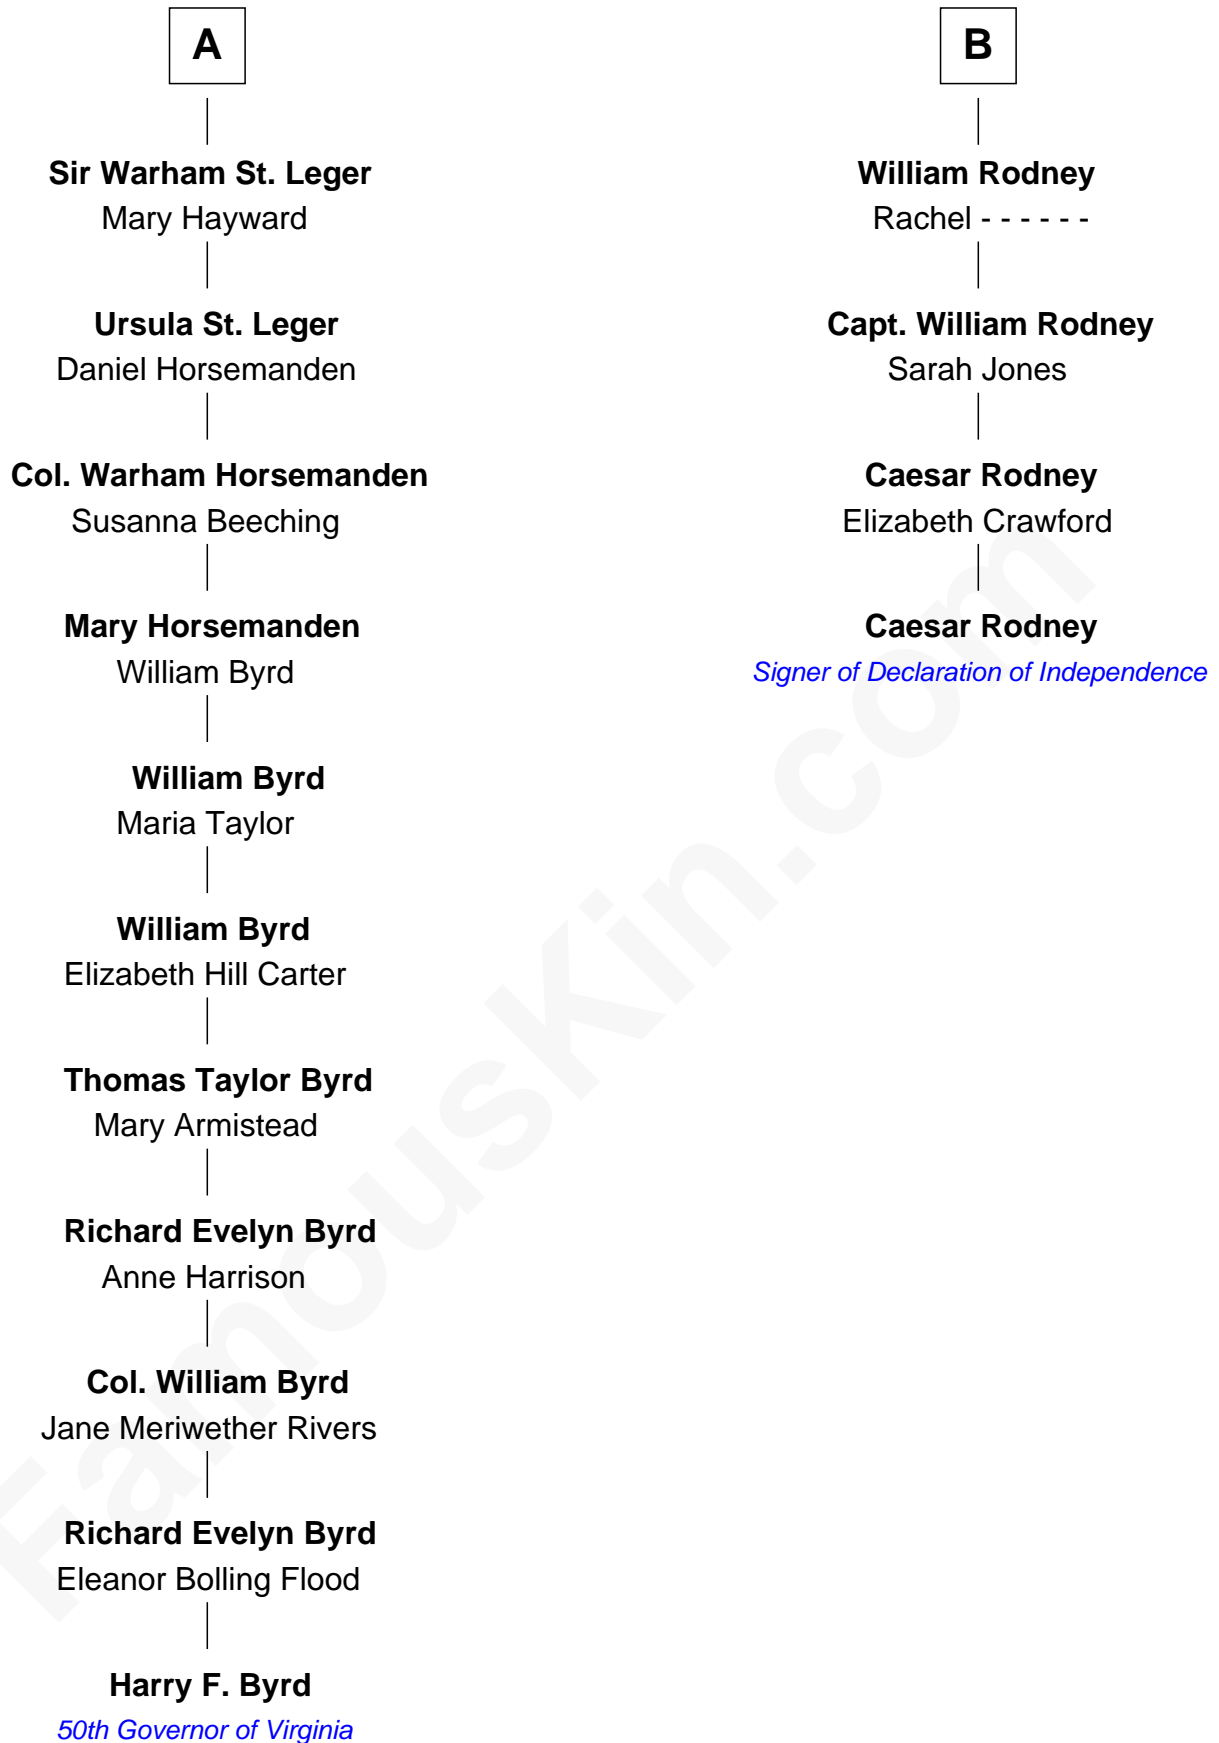 A
Sir Warham St. Leger
Mary Hayward
Ursula St. Leger
Daniel Horsemanden
Col. Warham Horsemanden
Susanna Beeching
Mary Horsemanden
William Byrd
William Byrd
Maria Taylor
William Byrd
Elizabeth Hill Carter
Thomas Taylor Byrd
Mary Armistead
Richard Evelyn Byrd
Anne Harrison
Col. William Byrd
Jane Meriwether Rivers
Richard Evelyn Byrd
Eleanor Bolling Flood
Harry F. Byrd
50th Governor of Virginia
B
William Rodney
Rachel - - - - - -
Capt. William Rodney
Sarah Jones
Caesar Rodney
Elizabeth Crawford
Caesar Rodney
Signer of Declaration of Independence
FamousKin.com